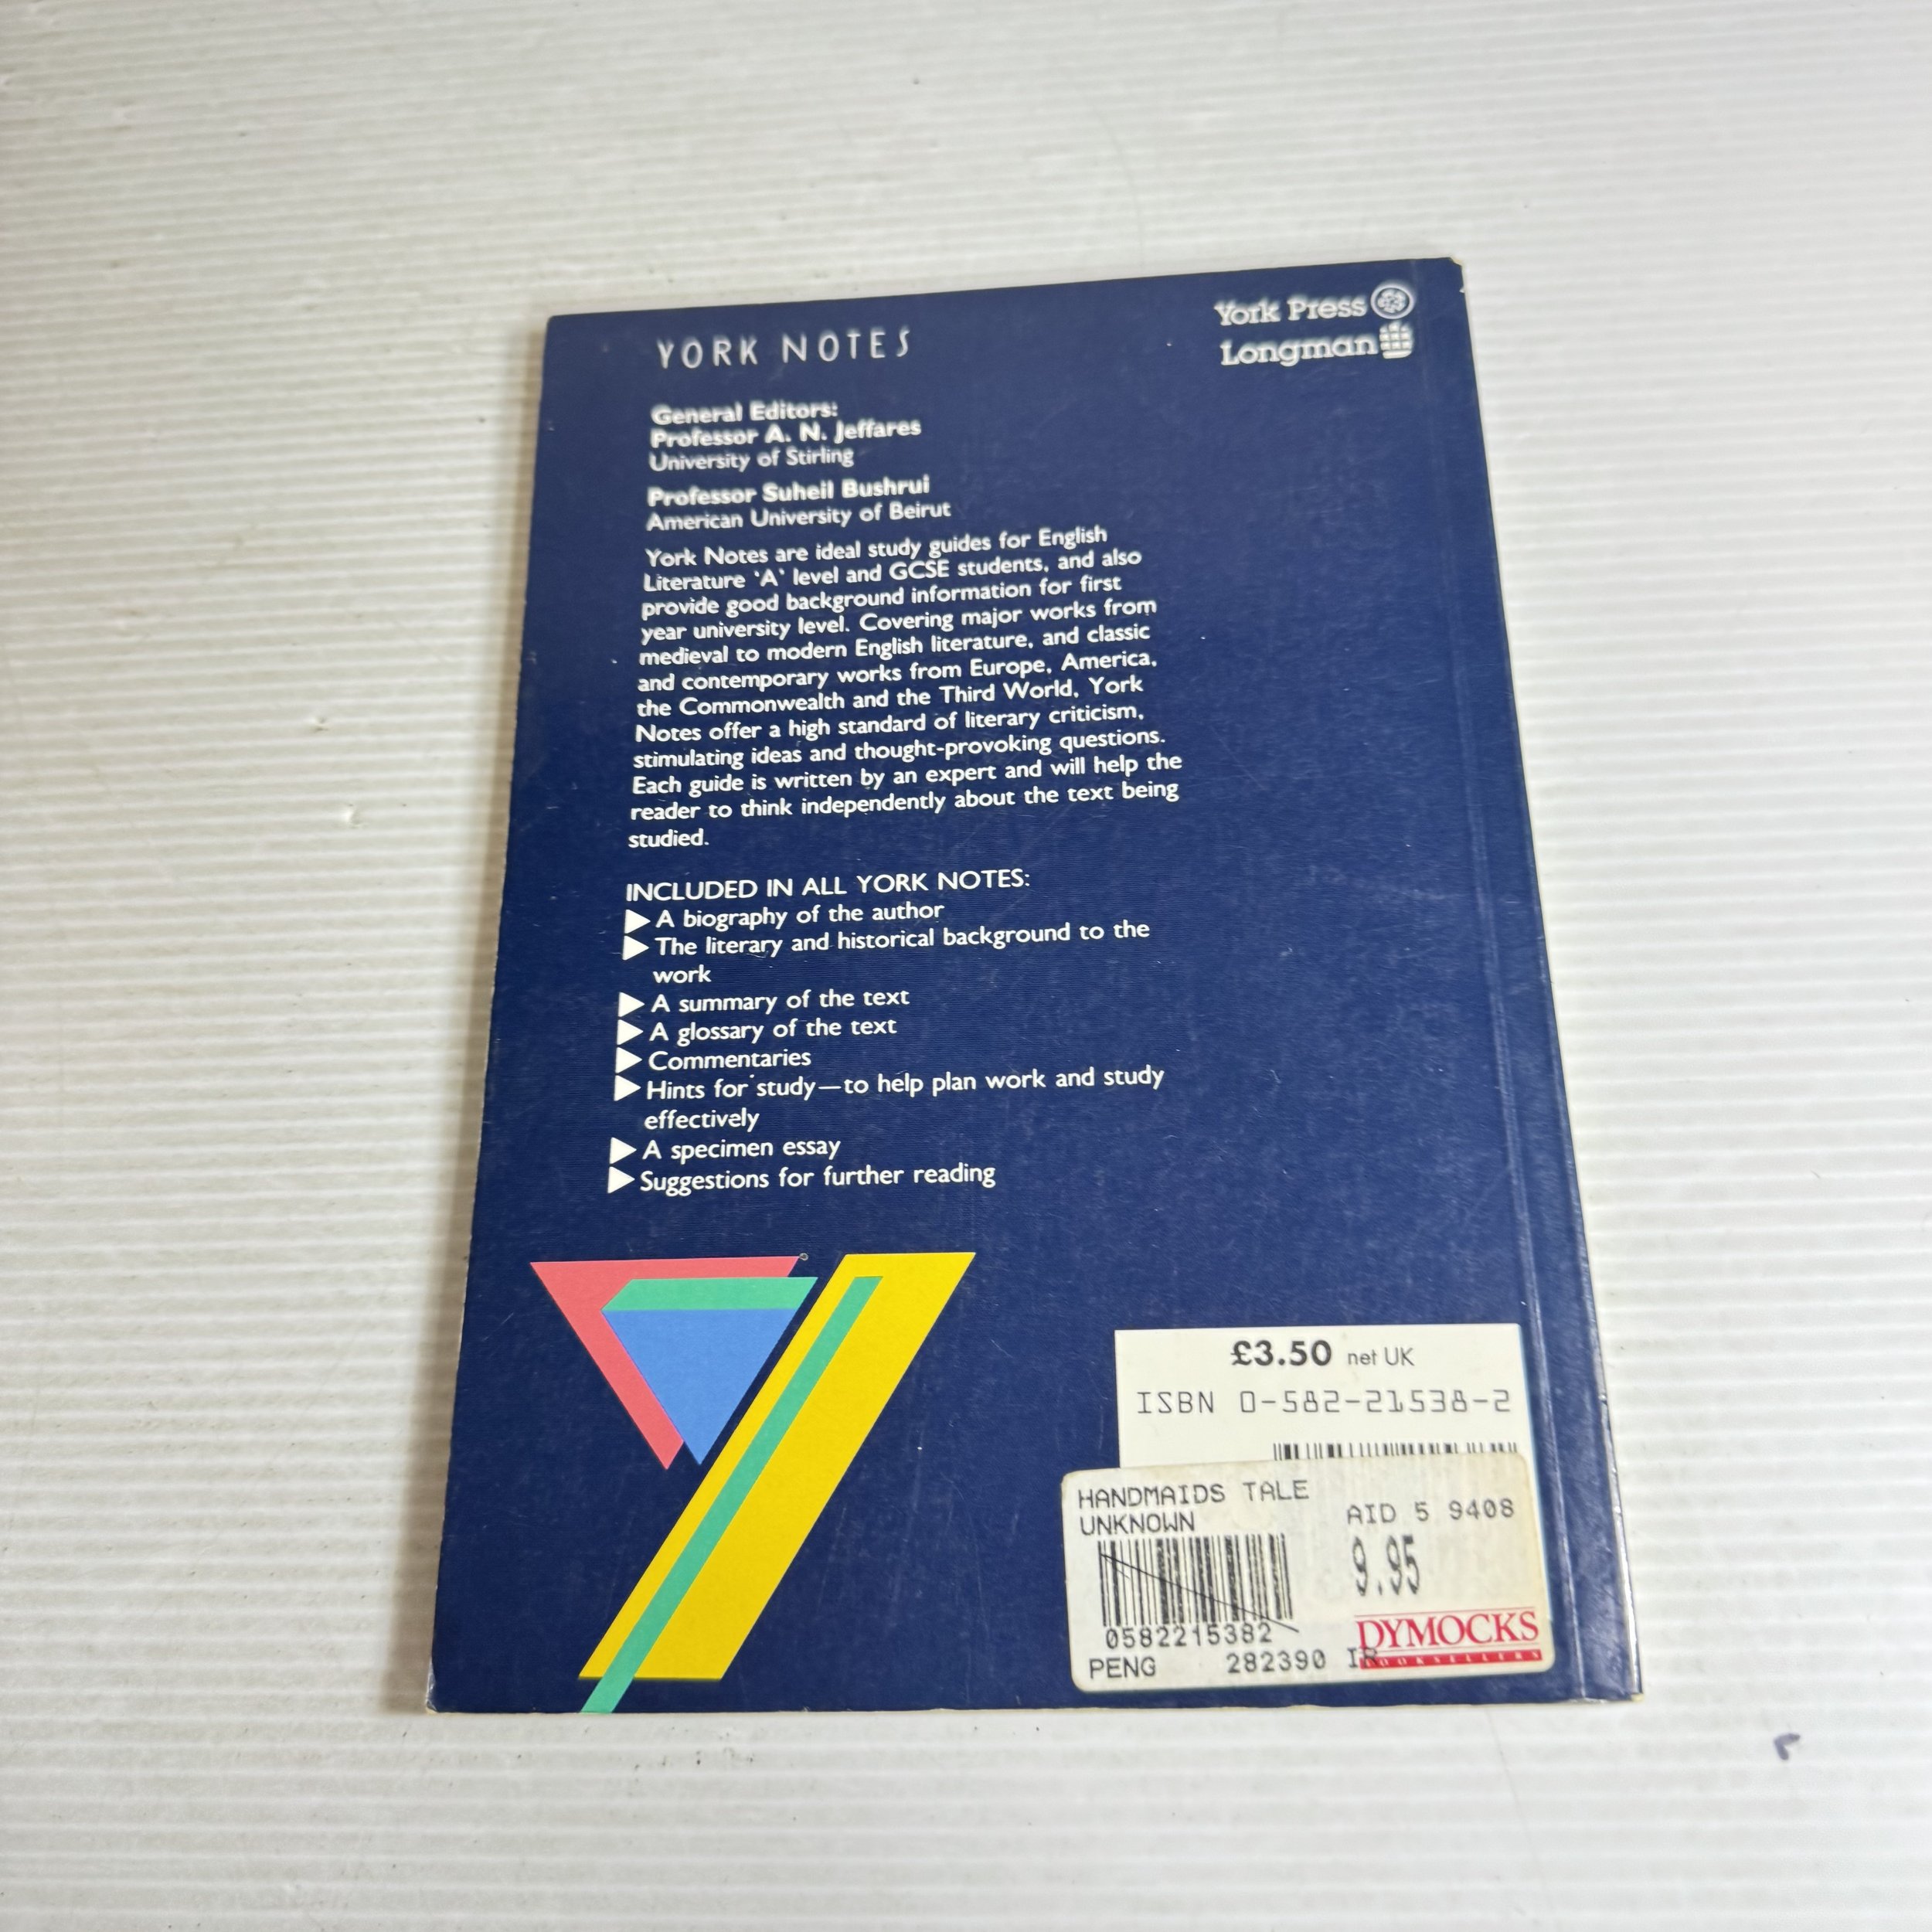 YORK NOTES
York Press
Longman
General Editors:
Professor A. N. Jeffares
University of Stirling
Professor Suheil Bushrui
American University of Beirut
York Notes are ideal study guides for English
Literature 'A' level and GCSE students, and also
provide good background information for first
year university level. Covering major works from
medieval to modern English literature, and classic
and contemporary works from Europe, America,
the Commonwealth and the Third World, York
Notes offer a high standard of literary criticism,
stimulating ideas and thought-provoking questions.
Each guide is written by an expert and will help the
reader to think independently about the text being
studied.
INCLUDED IN ALL YORK NOTES:
▶ A biography of the author
▶ The literary and historical background to the
work
▶ A summary of the text
▶ A glossary of the text
▶ Commentaries
▶ Hints for study—to help plan work and study
effectively
▶ A specimen essay
▶ Suggestions for further reading
£3.50 net UK
ISBN 0-582-21538-2
HANDMAIDS TALE
UNKNOWN
AID 5 9408
9.95
0582215382
DYMOCKS
BOOKSELLERS
PENG 282390 IR